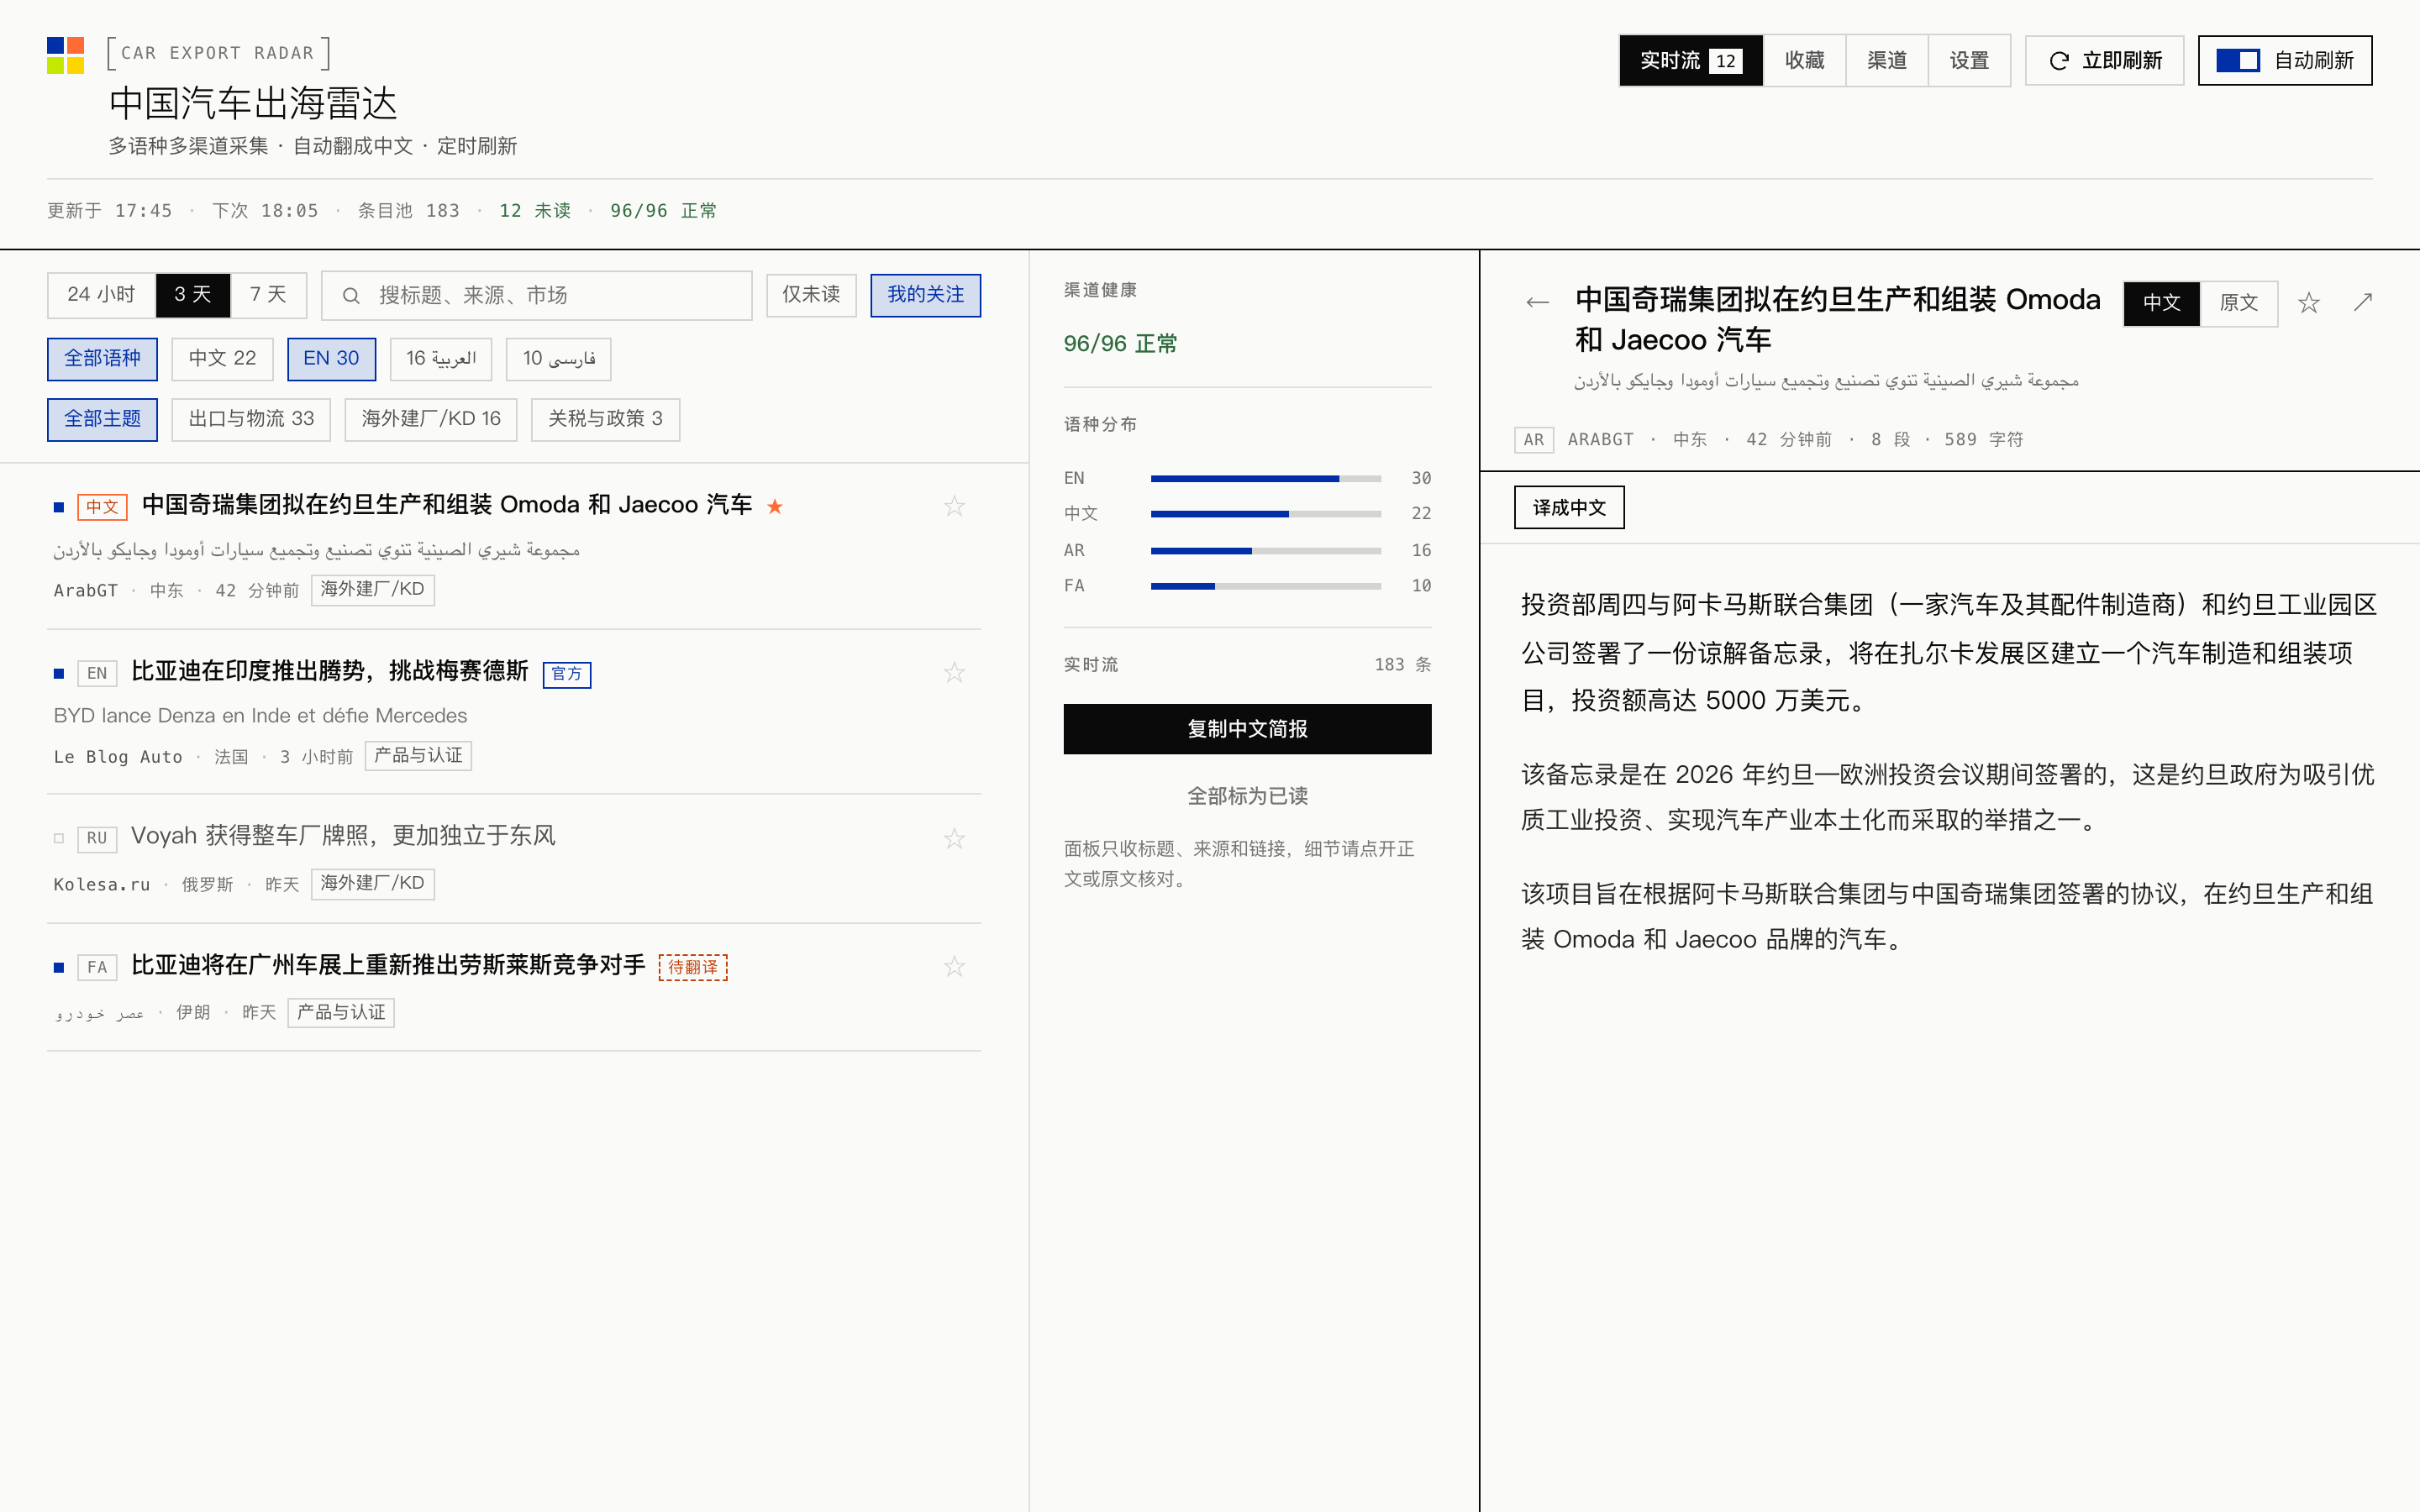 CAR EXPORT RADAR
中国汽车出海雷达
多语种多渠道采集 · 自动翻成中文 · 定时刷新
实时流 12 收藏 渠道 设置 立即刷新 自动刷新
更新于 17:45 · 下次 18:05 · 条目池 183 · 12 未读 · 96/96 正常
24 小时 3 天 7 天 搜标题、来源、市场 仅未读 我的关注
全部语种 中文 22 EN 30 العربية 16 فارسی 10
全部主题 出口与物流 33 海外建厂/KD 16 关税与政策 3
中文 中国奇瑞集团拟在约旦生产和组装 Omoda 和 Jaecoo 汽车 ★ ☆
مجموعة شيري الصينية تنوي تصنيع وتجميع سيارات أومودا وجايكو بالأردن
ArabGT · 中东 · 42 分钟前 海外建厂/KD
EN 比亚迪在印度推出腾势，挑战梅赛德斯 官方 ☆
BYD lance Denza en Inde et défie Mercedes
Le Blog Auto · 法国 · 3 小时前 产品与认证
RU Voyah 获得整车厂牌照，更加独立于东风 ☆
Kolesa.ru · 俄罗斯 · 昨天 海外建厂/KD
FA 比亚迪将在广州车展上重新推出劳斯莱斯竞争对手 待翻译 ☆
عصر خودرو · 伊朗 · 昨天 产品与认证
渠道健康
96/96 正常
语种分布
EN 30
中文 22
AR 16
FA 10
实时流 183 条
复制中文简报
全部标为已读
面板只收标题、来源和链接，细节请点开正
文或原文核对。
← 中国奇瑞集团拟在约旦生产和组装 Omoda 中文 原文 ☆ ↗
和 Jaecoo 汽车
مجموعة شيري الصينية تنوي تصنيع وتجميع سيارات أومودا وجايكو بالأردن
AR ARABGT · 中东 · 42 分钟前 · 8 段 · 589 字符
译成中文
投资部周四与阿卡马斯联合集团（一家汽车及其配件制造商）和约旦工业园区
公司签署了一份谅解备忘录，将在扎尔卡发展区建立一个汽车制造和组装项
目，投资额高达 5000 万美元。
该备忘录是在 2026 年约旦—欧洲投资会议期间签署的，这是约旦政府为吸引优
质工业投资、实现汽车产业本土化而采取的举措之一。
该项目旨在根据阿卡马斯联合集团与中国奇瑞集团签署的协议，在约旦生产和组
装 Omoda 和 Jaecoo 品牌的汽车。